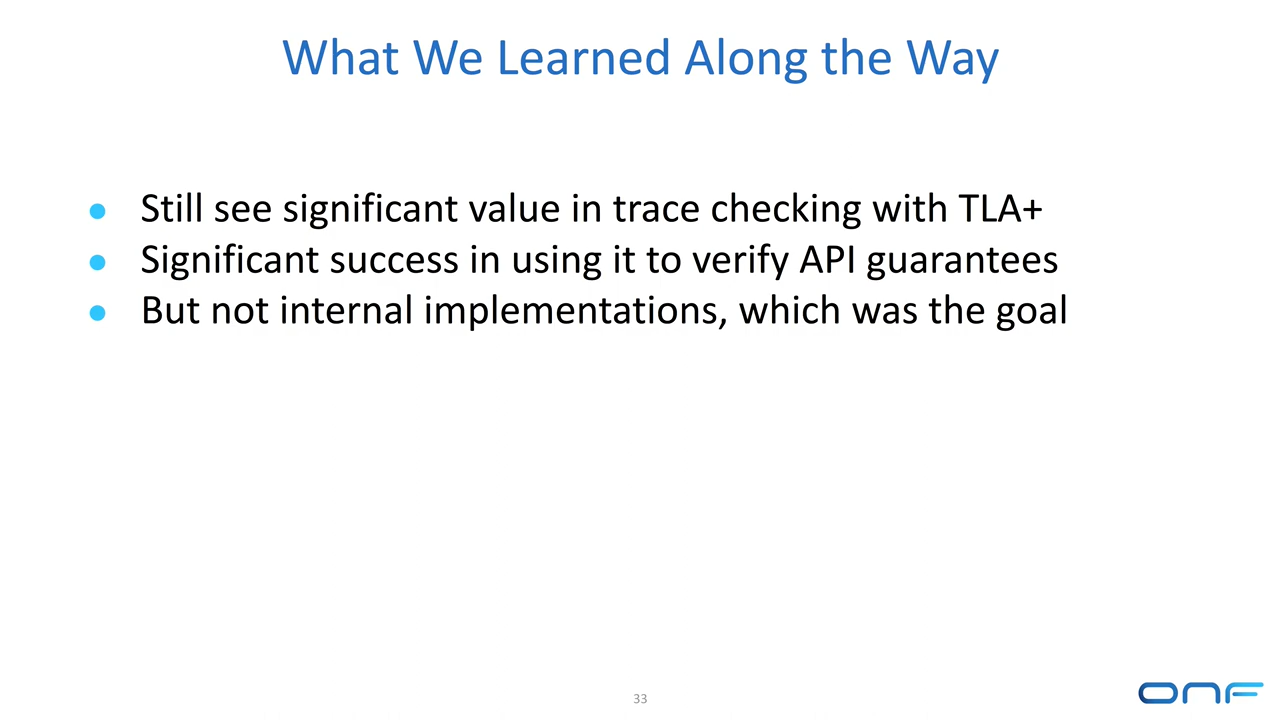 What We Learned Along the Way
● Still see significant value in trace checking with TLA+
● Significant success in using it to verify API guarantees
● But not internal implementations, which was the goal
33
ONF